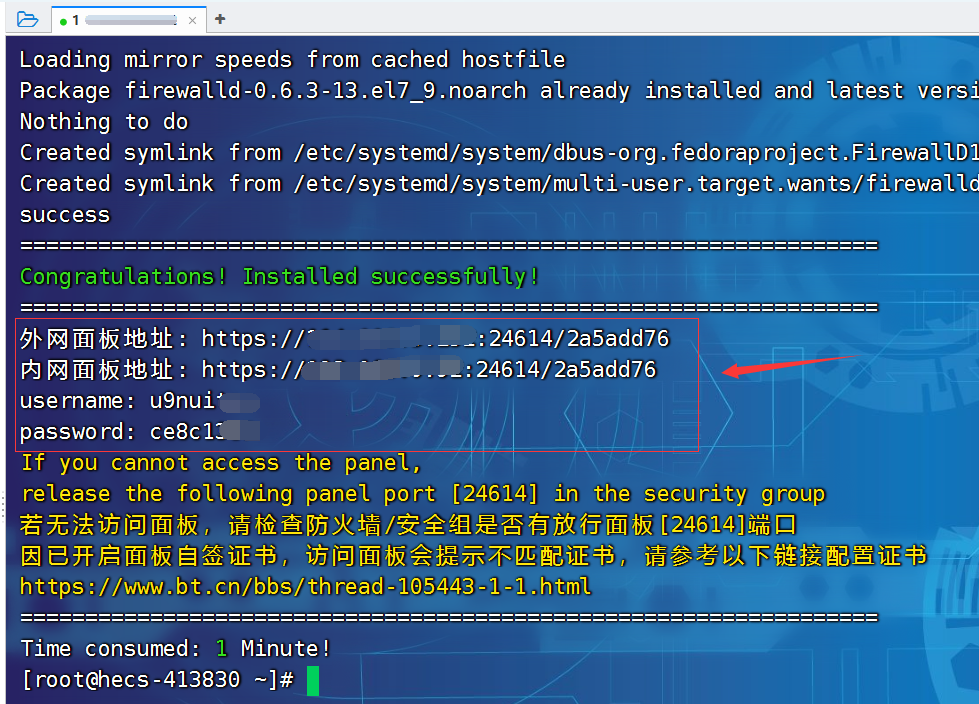 1
Loading mirror speeds from cached hostfile
Package firewalld-0.6.3-13.el7_9.noarch already installed and latest versi
Nothing to do
Created symlink from /etc/systemd/system/dbus-org.fedoraproject.FirewallD1
Created symlink from /etc/systemd/system/multi-user.target.wants/firewalld
success
==================================================================
Congratulations! Installed successfully!
==================================================================
外网面板地址: https:// :24614/2a5add76
内网面板地址: https:// :24614/2a5add76
username: u9nui
password: ce8c1
If you cannot access the panel,
release the following panel port [24614] in the security group
若无法访问面板，请检查防火墙/安全组是否有放行面板[24614]端口
因已开启面板自签证书，访问面板会提示不匹配证书，请参考以下链接配置证书
https://www.bt.cn/bbs/thread-105443-1-1.html
==================================================================
Time consumed: 1 Minute!
[root@hecs-413830 ~]#